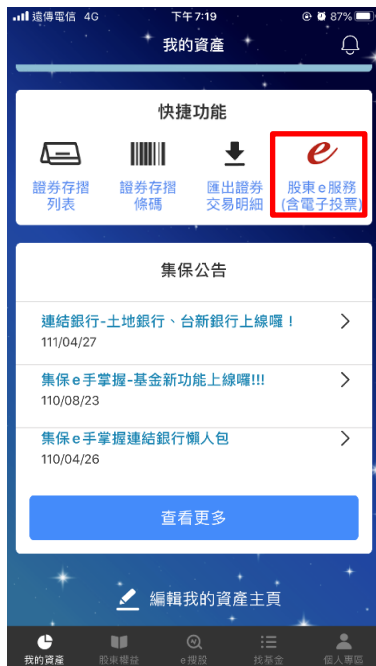 遠傳電信 4G 下午7:19 87%
我的資產
快捷功能
證券存摺
列表
證券存摺
條碼
匯出證券
交易明細
股東e服務
(含電子投票)
集保公告
連結銀行-土地銀行、台新銀行上線囉！
111/04/27
集保e手掌握-基金新功能上線囉!!!
110/08/23
集保e手掌握連結銀行懶人包
110/04/26
查看更多
編輯我的資產主頁
我的資產 股東權益 e搜股 找基金 個人專區